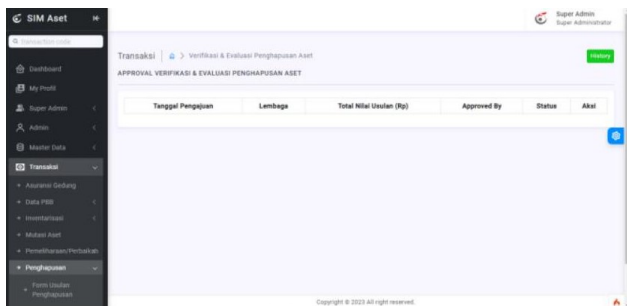 SIM Aset
Super Admin
Super Administrator
Transaction code
Transaksi
Verifikasi & Evaluasi Penghapusan Aset
History
APPROVAL VERIFIKASI & EVALUASI PENGHAPUSAN ASET
Dashboard
My Profil
Super Admin
Admin
Master Data
Transaksi
Asuransi Gedung
Data PBB
Inventarisasi
Mutasi Aset
Pemeliharaan/Perbaikan
Penghapusan
Form Usulan
Penghapusan
Tanggal Pengajuan Lembaga Total Nilai Usulan (Rp) Approved By Status Aksi
Copyright © 2023 All right reserved.